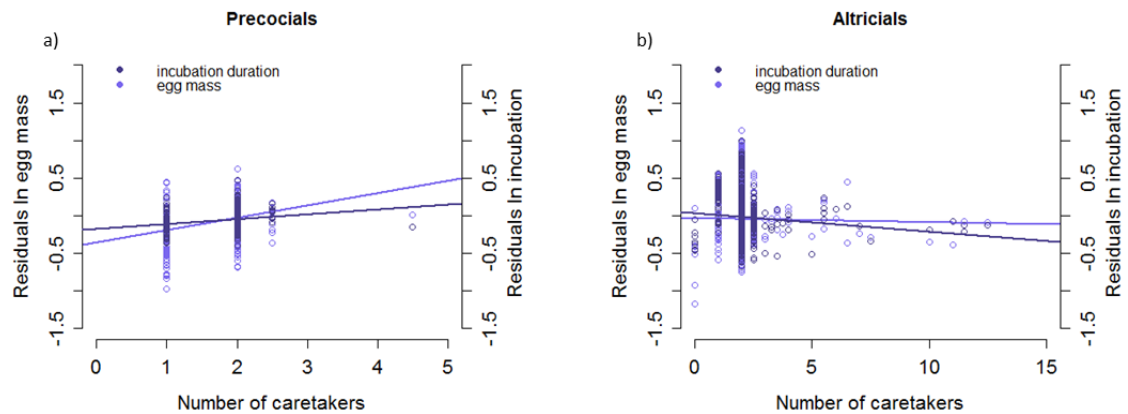 Precocials
a)
incubation duration
egg mass
Residuals ln egg mass
1.5
0.5
-0.5
-1.5
Residuals ln incubation
1.5
0.5
-0.5
-1.5
0 1 2 3 4 5
Number of caretakers
Altricials
b)
incubation duration
egg mass
Residuals ln egg mass
1.5
0.5
-0.5
-1.5
Residuals ln incubation
1.5
0.5
-0.5
-1.5
0 5 10 15
Number of caretakers